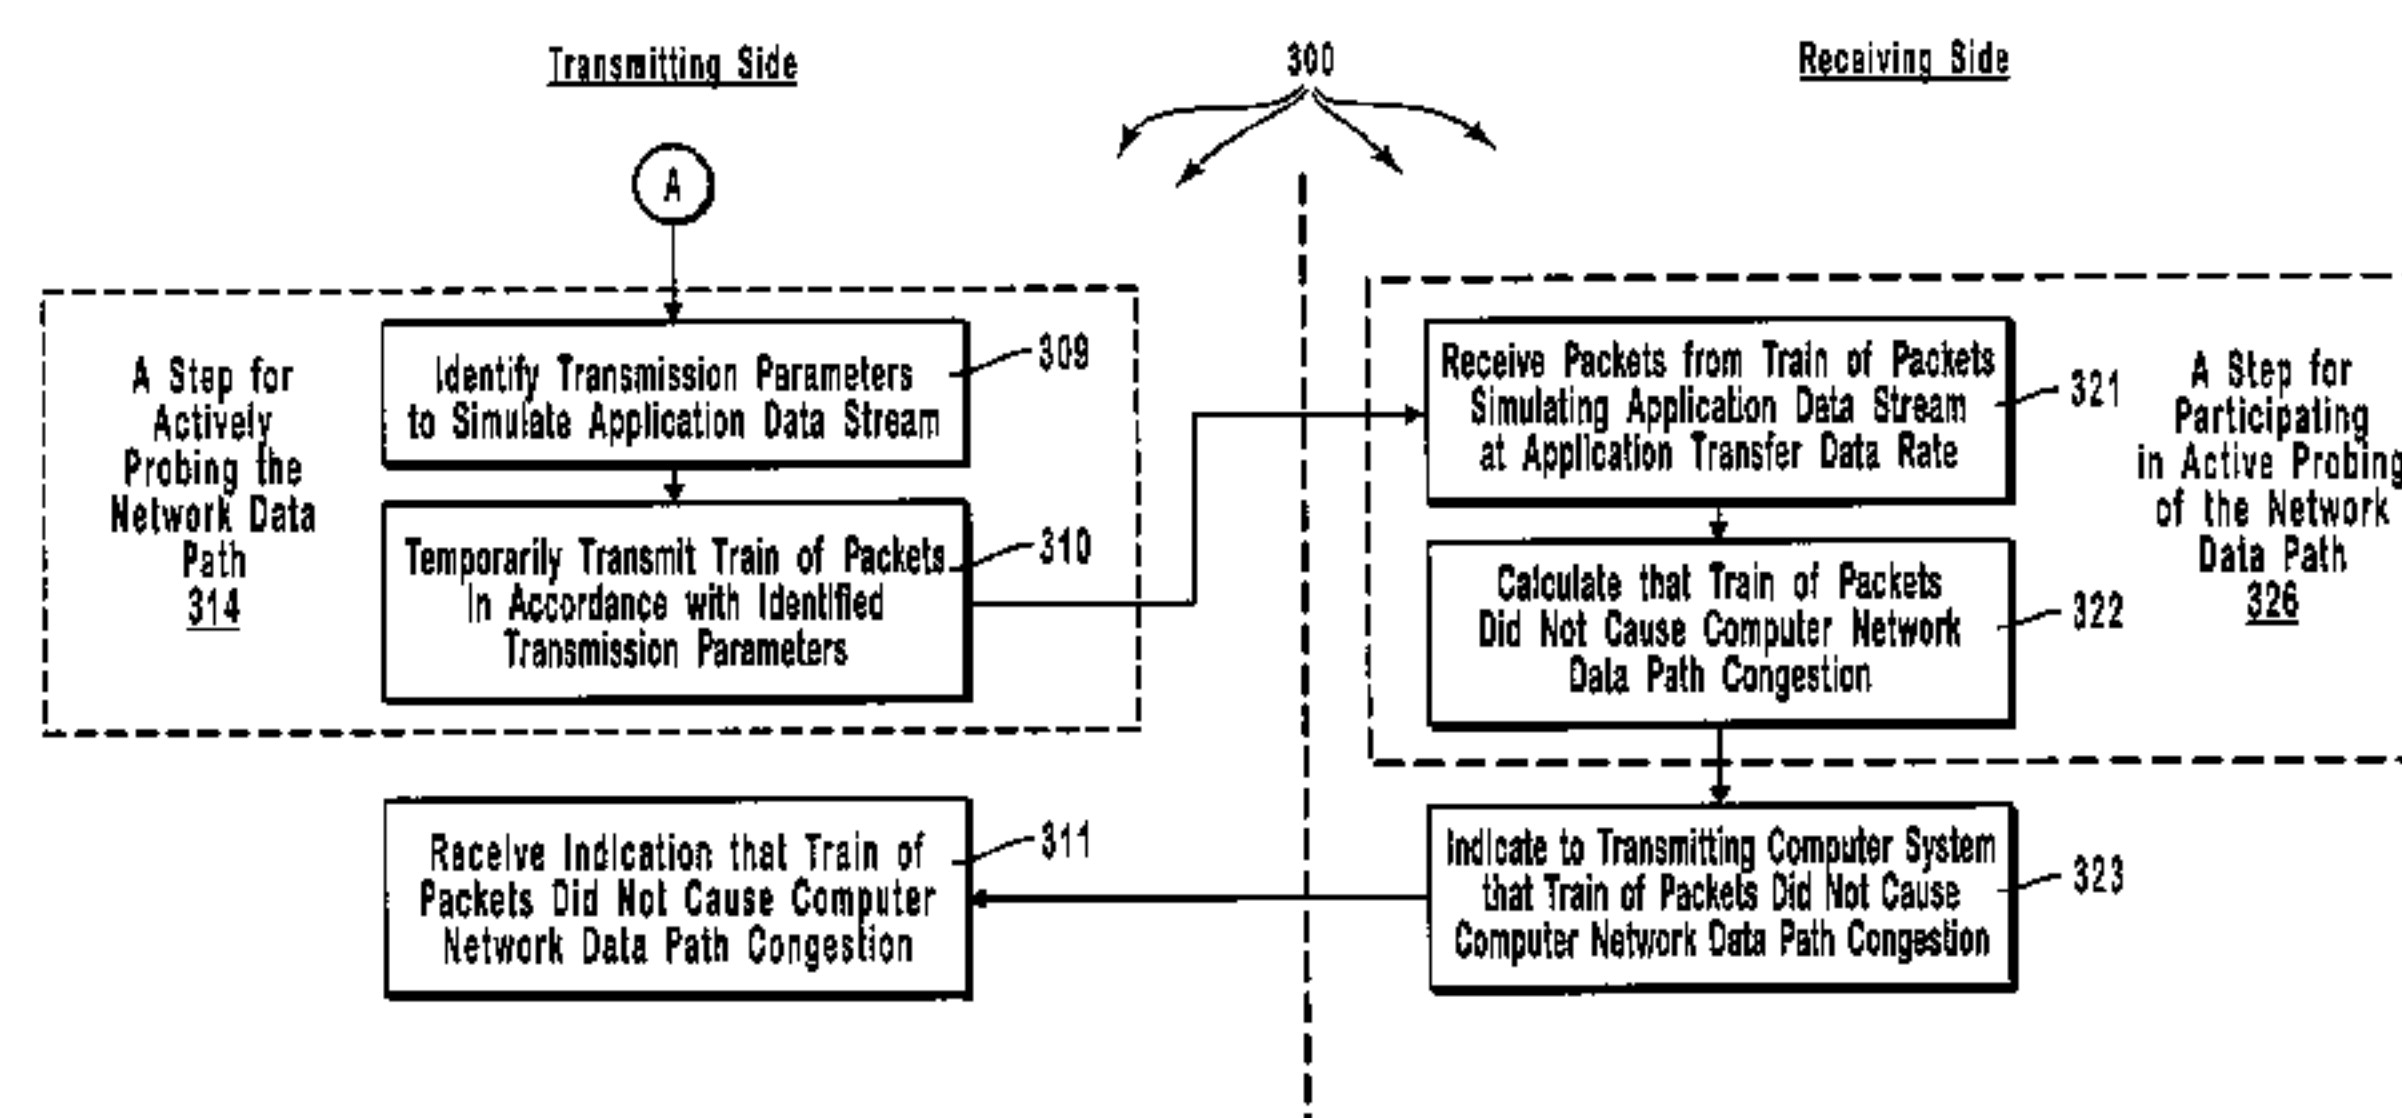 Transmitting Side
300
Receiving Side
A
A Step for
Actively
Probing the
Network Data
Path
314
Identify Transmission Parameters
to Simulate Application Data Stream
309
Temporarily Transmit Train of Packets
in Accordance with Identified
Transmission Parameters
310
Receive Packets from Train of Packets
Simulating Application Data Stream
at Application Transfer Data Rate
321
Calculate that Train of Packets
Did Not Cause Computer Network
Data Path Congestion
322
A Step for
Participating
in Active Probing
of the Network
Data Path
326
Receive Indication that Train of
Packets Did Not Cause Computer
Network Data Path Congestion
311
Indicate to Transmitting Computer System
that Train of Packets Did Not Cause
Computer Network Data Path Congestion
323